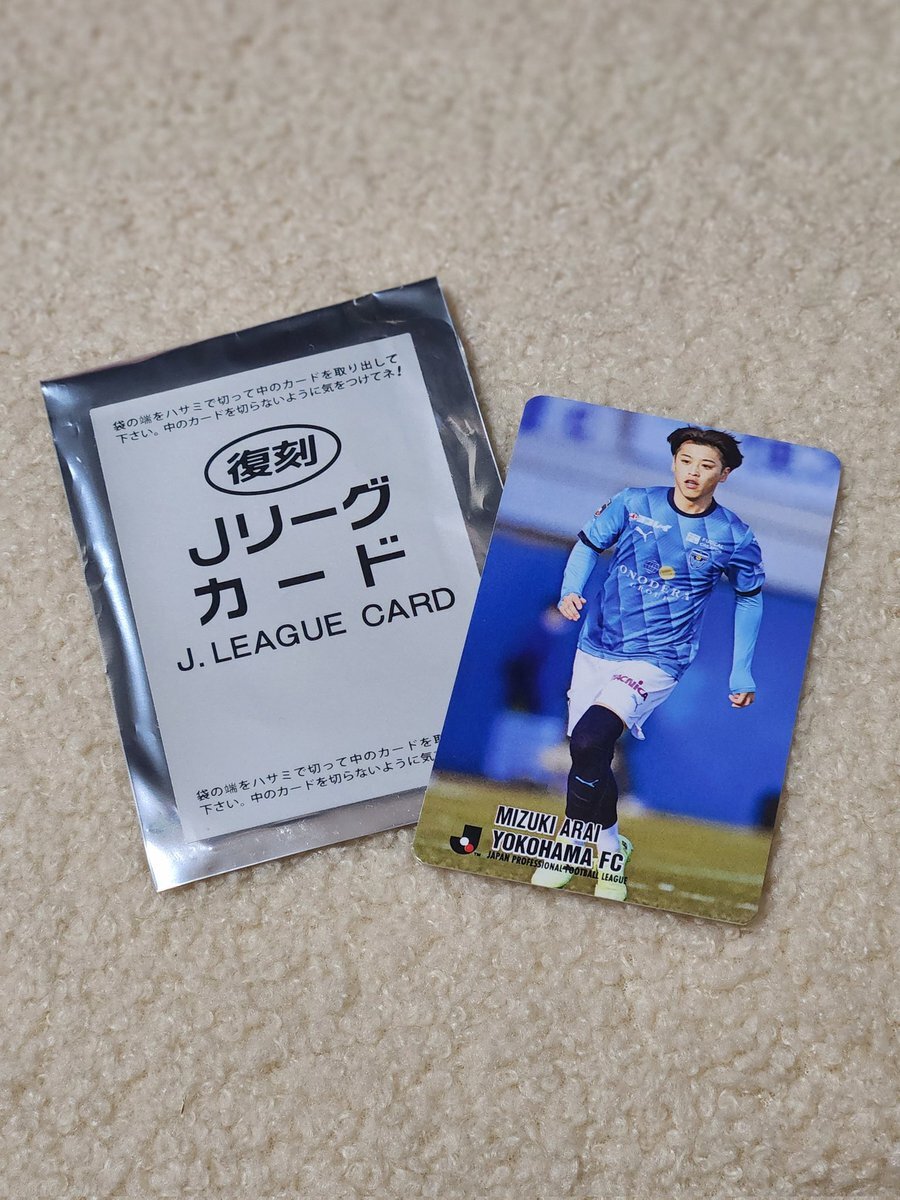 袋の端をハサミで切って中のカードを取り出して
下さい。中のカードを切らないように気をつけてネ!
復刻
Jリーグ
カード
J. LEAGUE CARD
袋の端をハサミで切って中のカードを
下さい。中のカードを切らないように気
ONODERA
GROUP
TACNICA
MIZUKI ARAI
YOKOHAMA FC
JAPAN PROFESSIONAL FOOTBALL LEAGUE